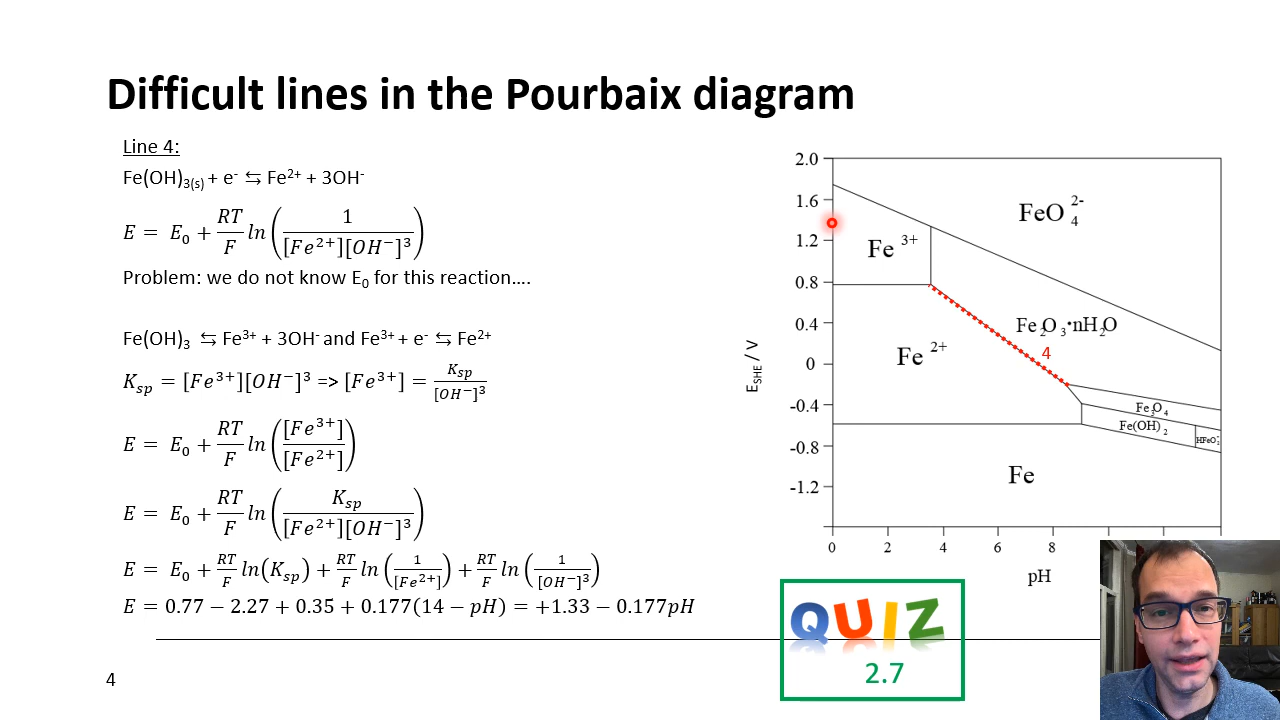 Difficult lines in the Pourbaix diagram
Line 4:
Fe(OH)₃₍ₛ₎ + e⁻ ⇆ Fe²⁺ + 3OH⁻
E = E₀ + RT/F ln(1/[Fe²⁺][OH⁻]³)
Problem: we do not know E₀ for this reaction....
Fe(OH)₃ ⇆ Fe³⁺ + 3OH⁻ and Fe³⁺ + e⁻ ⇆ Fe²⁺
Kₛₚ = [Fe³⁺][OH⁻]³ => [Fe³⁺] = Kₛₚ/[OH⁻]³
E = E₀ + RT/F ln([Fe³⁺]/[Fe²⁺])
E = E₀ + RT/F ln(Kₛₚ/[Fe²⁺][OH⁻]³)
E = E₀ + RT/F ln(Kₛₚ) + RT/F ln(1/[Fe²⁺]) + RT/F ln(1/[OH⁻]³)
E = 0.77 − 2.27 + 0.35 + 0.177(14 − pH) = +1.33 − 0.177pH
4
2.0
1.6
1.2
0.8
0.4
0
-0.4
-0.8
-1.2
E_SHE / V
FeO₄²⁻
Fe³⁺
Fe₂O₃•nH₂O
4
Fe²⁺
Fe₃O₄
Fe(OH)₂
HFeO₂⁻
Fe
0 2 4 6 8
pH
QUIZ
2.7